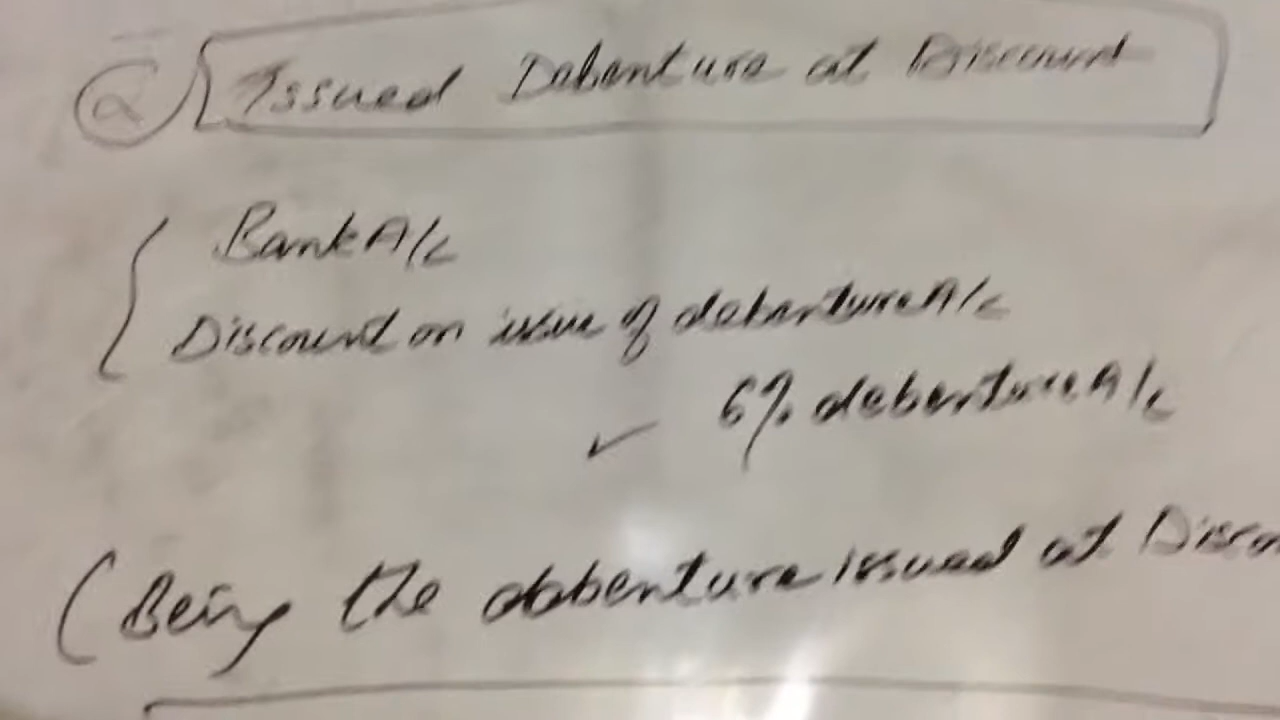 2 Issued Debenture at Discount
Bank A/c
Discount on issue of debenture A/c
6% debenture A/c
(Being the debenture issued at Disco